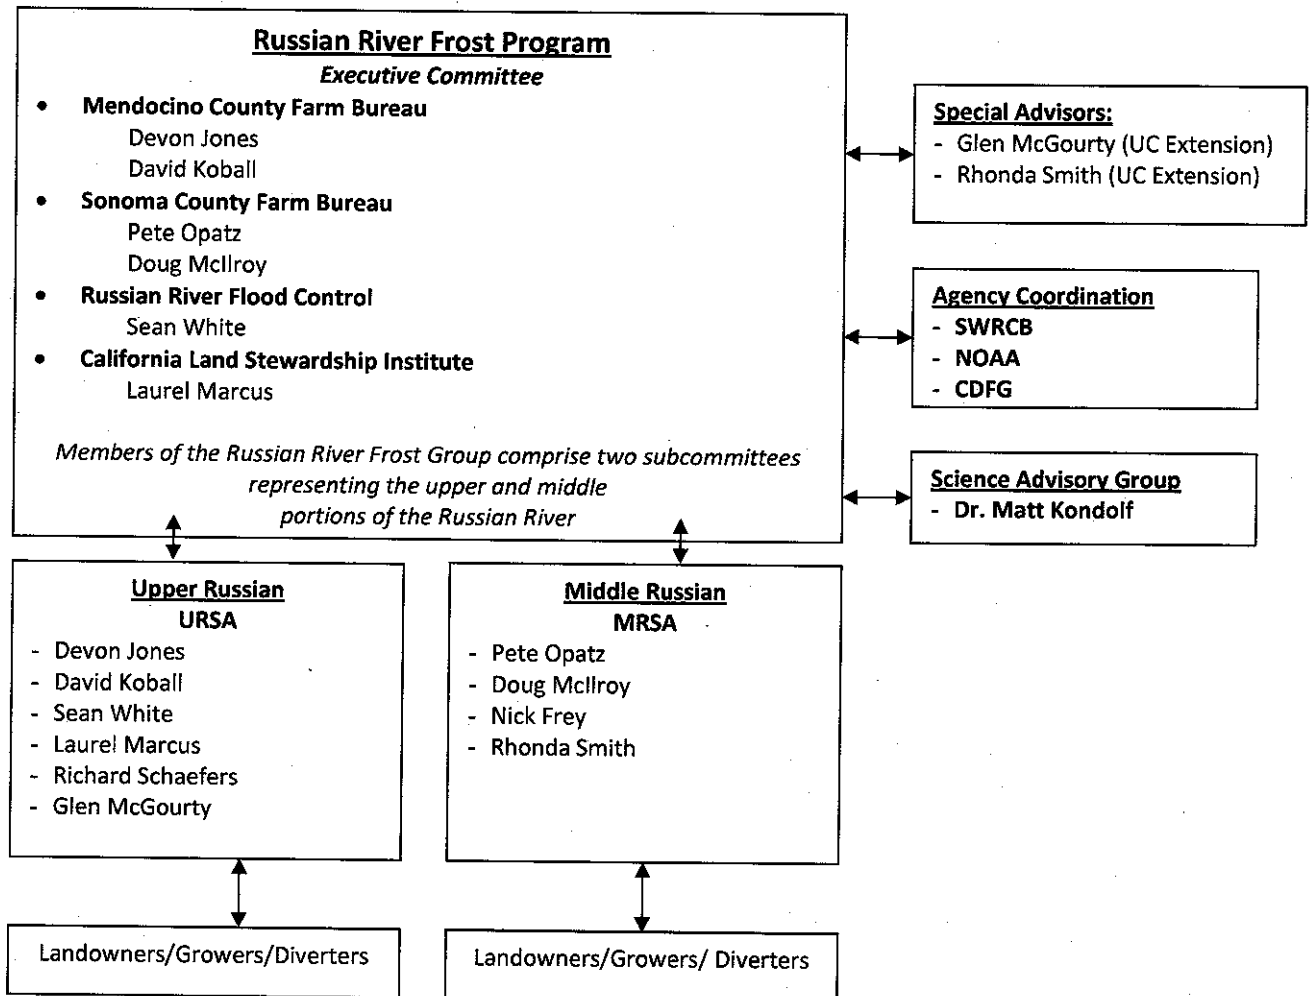 Russian River Frost Program
Executive Committee
• Mendocino County Farm Bureau
Devon Jones
David Koball
• Sonoma County Farm Bureau
Pete Opatz
Doug McIlroy
• Russian River Flood Control
Sean White
• California Land Stewardship Institute
Laurel Marcus
Members of the Russian River Frost Group comprise two subcommittees
representing the upper and middle
portions of the Russian River
Special Advisors:
- Glen McGourty (UC Extension)
- Rhonda Smith (UC Extension)
Agency Coordination
- SWRCB
- NOAA
- CDFG
Science Advisory Group
- Dr. Matt Kondolf
Upper Russian
URSA
- Devon Jones
- David Koball
- Sean White
- Laurel Marcus
- Richard Schaefers
- Glen McGourty
Middle Russian
MRSA
- Pete Opatz
- Doug McIlroy
- Nick Frey
- Rhonda Smith
Landowners/Growers/Diverters
Landowners/Growers/ Diverters